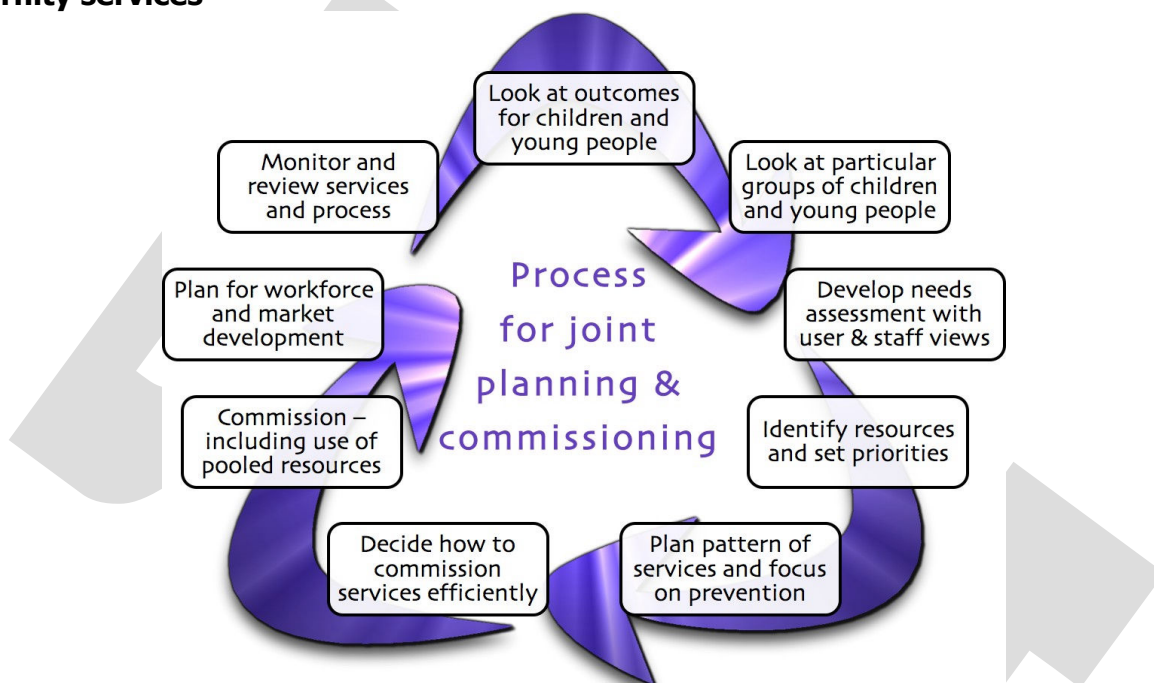 services
Look at outcomes
for children and
young people
Look at particular
groups of children
and young people
Develop needs
assessment with
user & staff views
Identify resources
and set priorities
Plan pattern of
services and focus
on prevention
Decide how to
commission
services efficiently
Commission –
including use of
pooled resources
Plan for workforce
and market
development
Monitor and
review services
and process
Process
for joint
planning &
commissioning